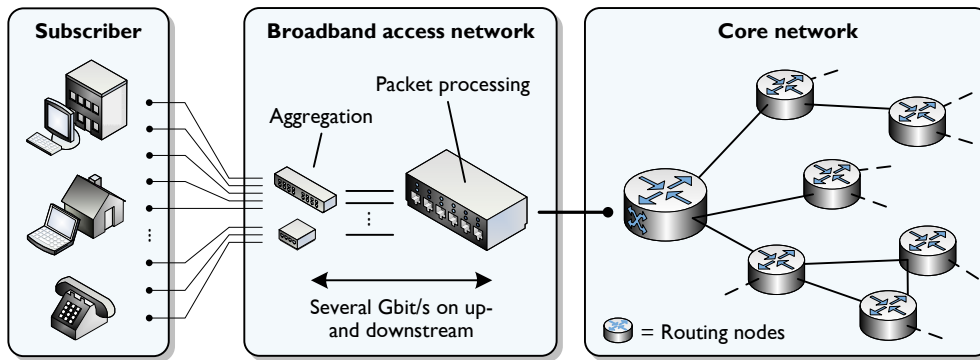 Subscriber
Broadband access network
Core network
Packet processing
Aggregation
Several Gbit/s on up-
and downstream
= Routing nodes